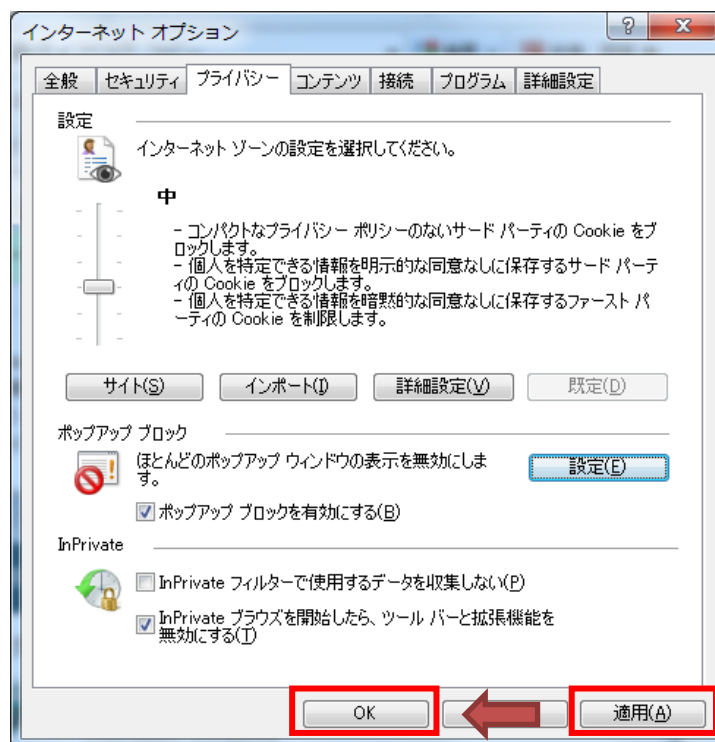 インターネット オプション
全般 セキュリティ プライバシー コンテンツ 接続 プログラム 詳細設定
設定
インターネット ゾーンの設定を選択してください。
中
- コンパクトなプライバシー ポリシーのないサード パーティの Cookie をブ
ロックします。
- 個人を特定できる情報を明示的な同意なしに保存するサード パーテ
ィの Cookie をブロックします。
- 個人を特定できる情報を暗黙的な同意なしに保存するファースト パ
ーティの Cookie を制限します。
サイト(S) インポート(I) 詳細設定(V) 既定(D)
ポップアップ ブロック
ほとんどのポップアップ ウィンドウの表示を無効にしま
す。
設定(E)
ポップアップ ブロックを有効にする(B)
InPrivate
InPrivate フィルターで使用するデータを収集しない(P)
InPrivate ブラウズを開始したら、ツール バーと拡張機能を
無効にする(T)
OK 適用(A)